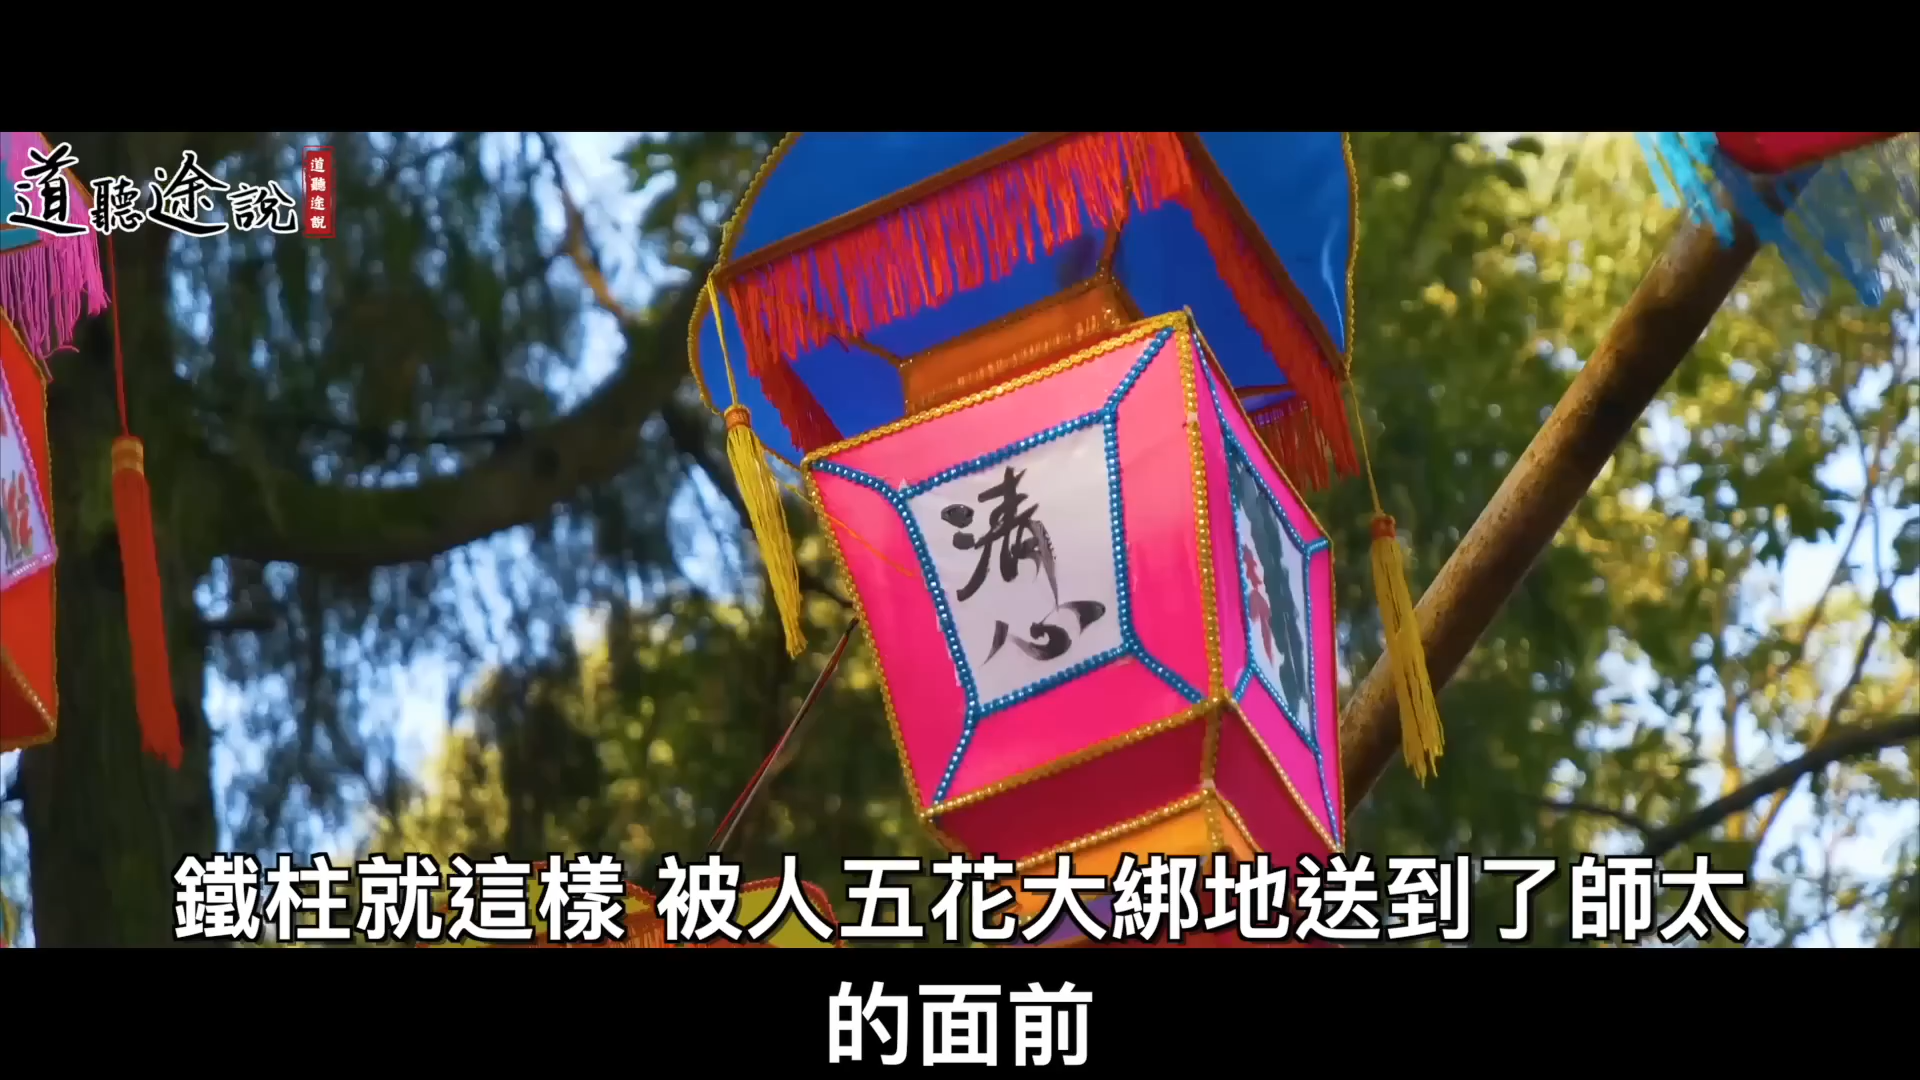 道聽途說
道聽途說
清心
鐵柱就這樣 被人五花大綁地送到了師太
的面前